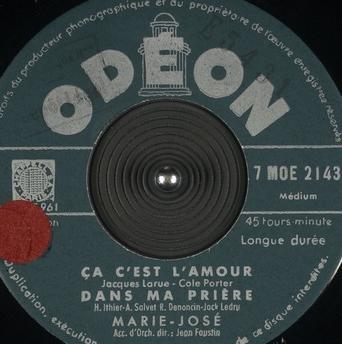 droits du producteur phonographique et du propriétaire de l'œuvre enregistrée réservés
ODEON
7 MOE 2143
Médium
1961
45 tours-minute
Longue durée
ÇA C'EST L'AMOUR
Jacques Larue - Cole Porter
DANS MA PRIÈRE
H. Ithier-A. Salvet R. Denoncin-Jack Ledru
MARIE-JOSÉ
Acc. d'Orch. dir.: Jean Faustin
duplication, exécution
de ce disque interdites.